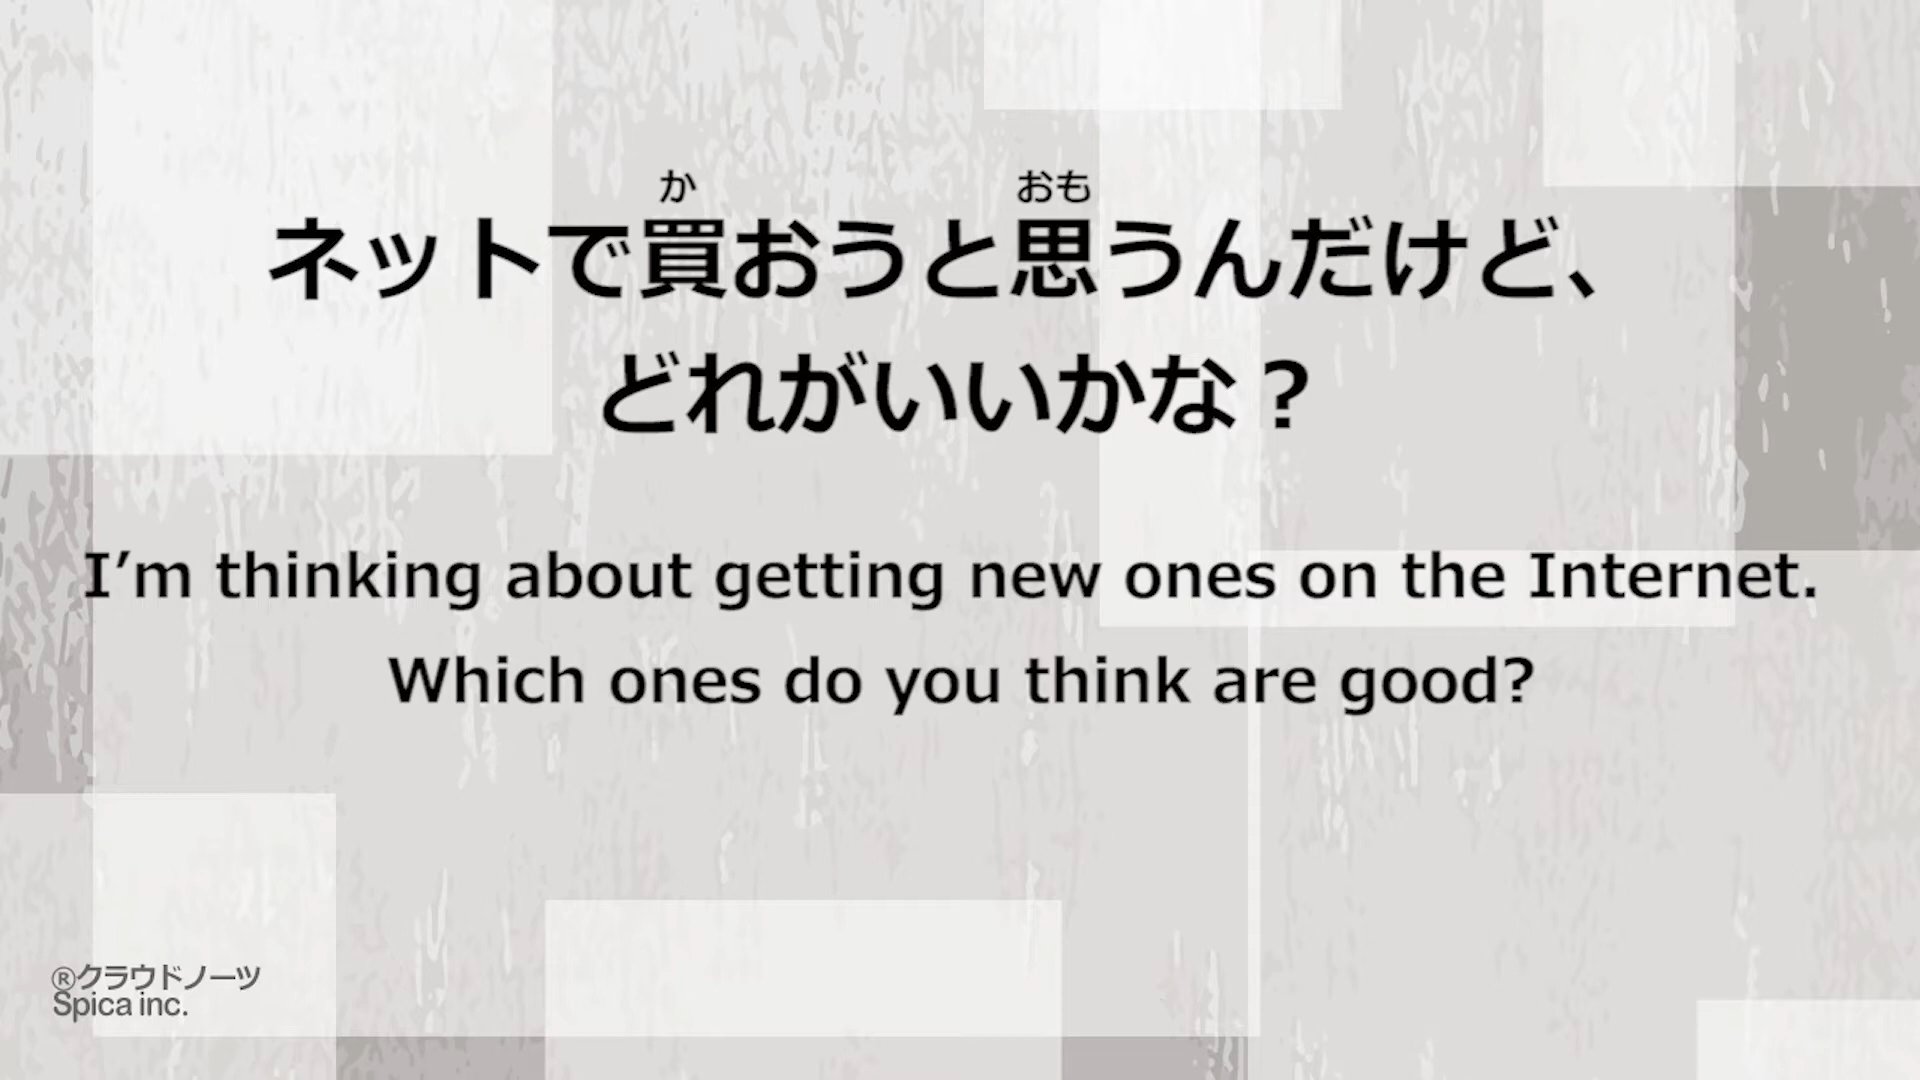 か おも
ネットで買おうと思うんだけど、
どれがいいかな？
I’m thinking about getting new ones on the Internet.
Which ones do you think are good?
®クラウドノーツ
Spica inc.